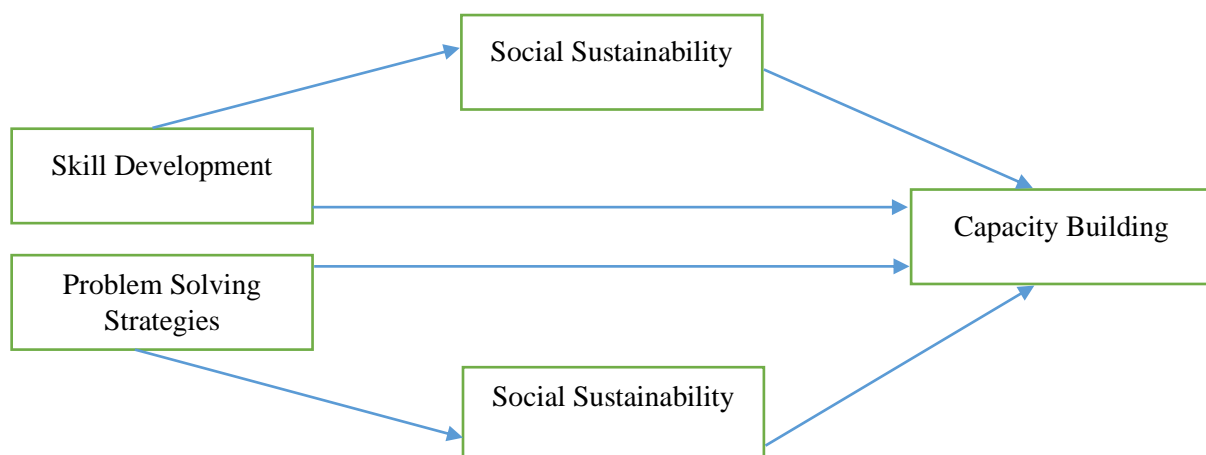 Social Sustainability
Skill Development
Capacity Building
Problem Solving
Strategies
Social Sustainability